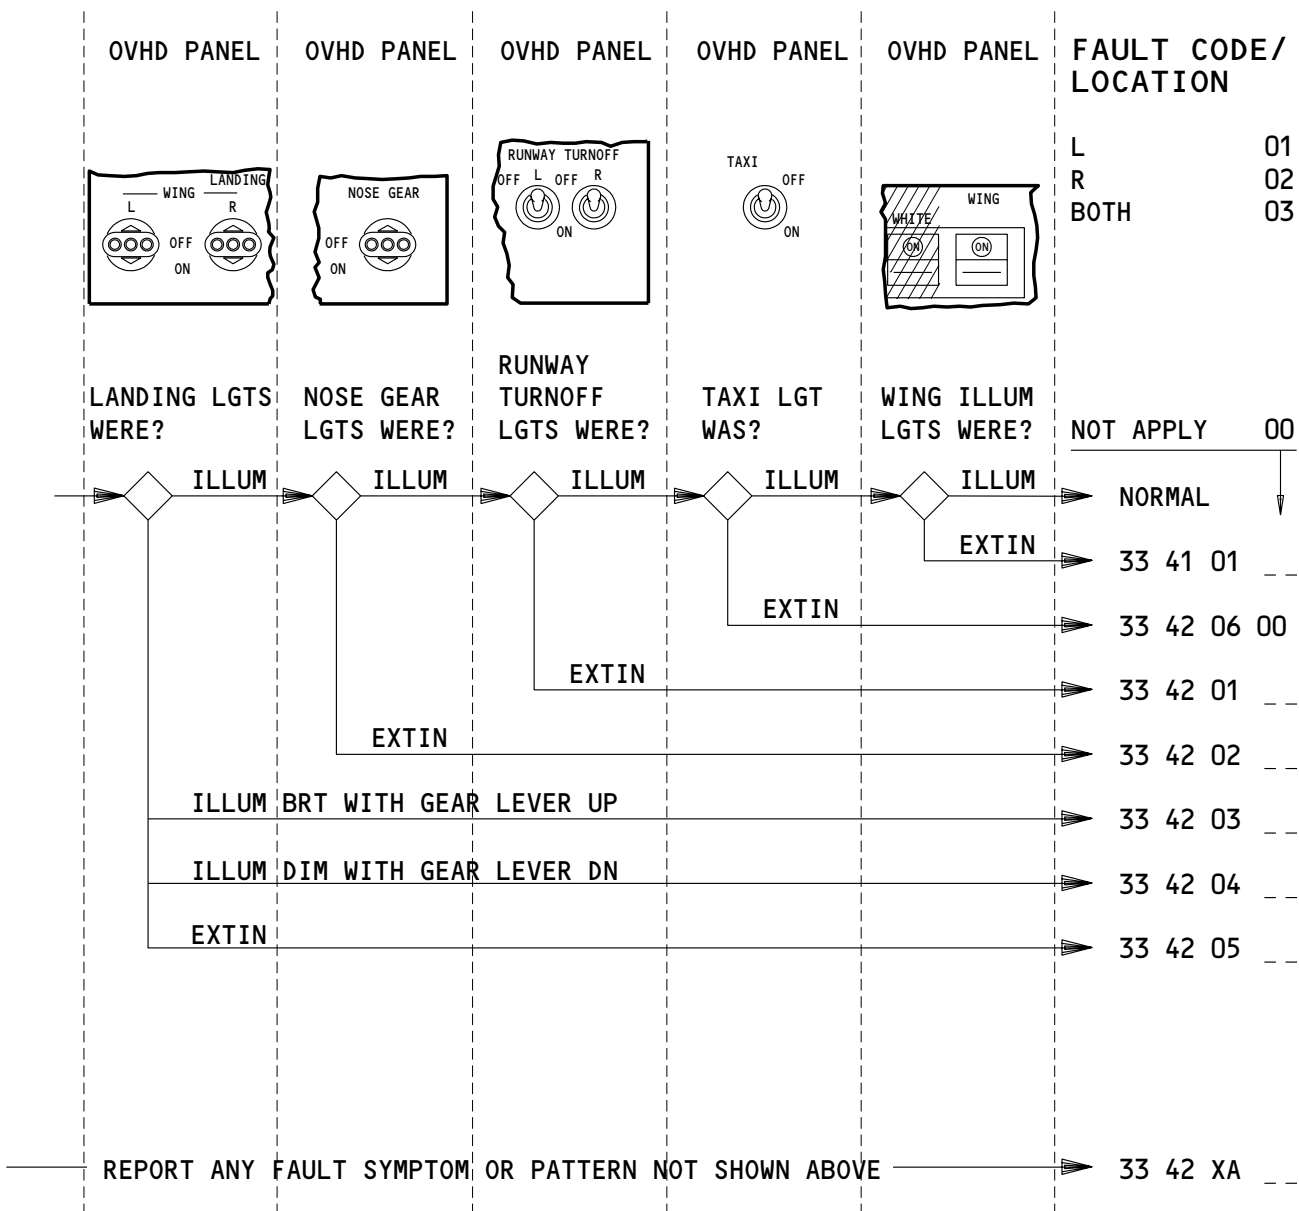 OVHD PANEL OVHD PANEL OVHD PANEL OVHD PANEL OVHD PANEL FAULT CODE/
LOCATION
L 01
R 02
BOTH 03
LANDING
WING
L R
OFF
ON
NOSE GEAR
OFF
ON
RUNWAY TURNOFF
OFF L OFF R
ON
TAXI
OFF
ON
WING
WHITE
ON ON
LANDING LGTS
WERE?
NOSE GEAR
LGTS WERE?
RUNWAY
TURNOFF
LGTS WERE?
TAXI LGT
WAS?
WING ILLUM
LGTS WERE?
NOT APPLY 00
ILLUM ILLUM ILLUM ILLUM ILLUM NORMAL
EXTIN 33 41 01 _ _
EXTIN 33 42 06 00
EXTIN 33 42 01 _ _
EXTIN 33 42 02 _ _
ILLUM BRT WITH GEAR LEVER UP 33 42 03 _ _
ILLUM DIM WITH GEAR LEVER DN 33 42 04 _ _
EXTIN 33 42 05 _ _
REPORT ANY FAULT SYMPTOM OR PATTERN NOT SHOWN ABOVE 33 42 XA _ _